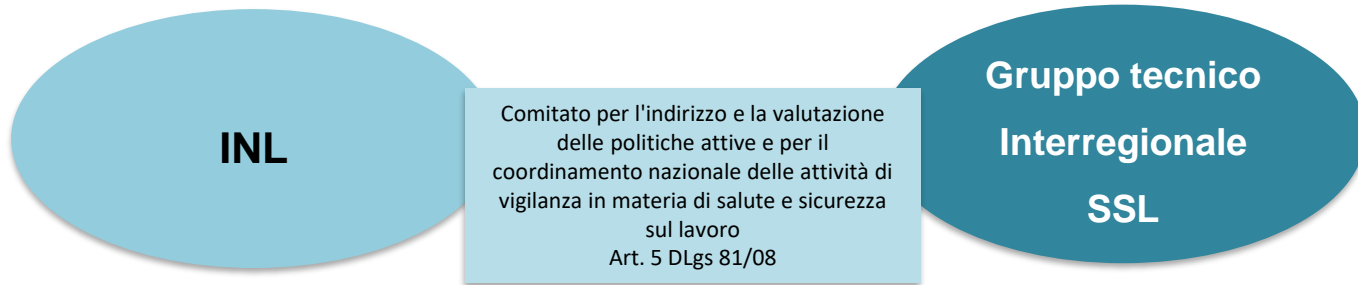 INL
Comitato per l'indirizzo e la valutazione
delle politiche attive e per il
coordinamento nazionale delle attività di
vigilanza in materia di salute e sicurezza
sul lavoro
Art. 5 DLgs 81/08
Gruppo tecnico
Interregionale
SSL